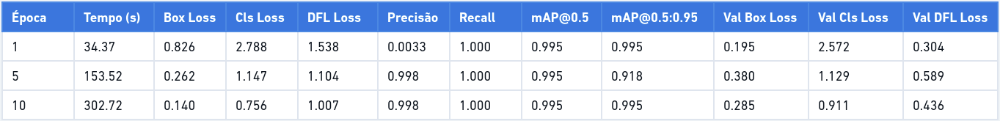 Época Tempo (s) Box Loss Cls Loss DFL Loss Precisão Recall mAP@0.5 mAP@0.5:0.95 Val Box Loss Val Cls Loss Val DFL Loss
1 34.37 0.826 2.788 1.538 0.0033 1.000 0.995 0.995 0.195 2.572 0.304
5 153.52 0.262 1.147 1.104 0.998 1.000 0.995 0.918 0.380 1.129 0.589
10 302.72 0.140 0.756 1.007 0.998 1.000 0.995 0.995 0.285 0.911 0.436